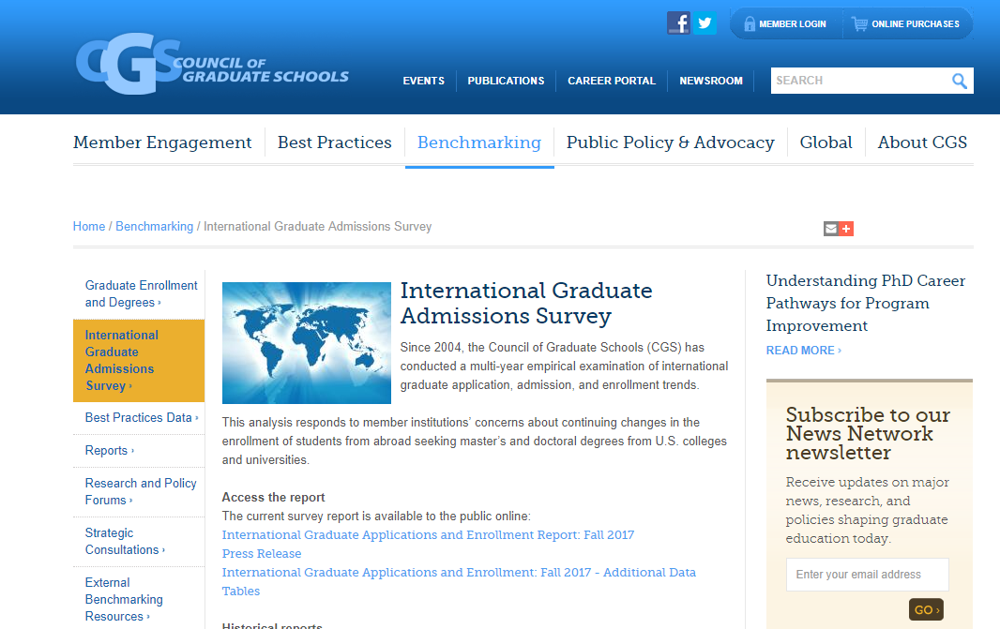 MEMBER LOGIN
ONLINE PURCHASES
CGS COUNCIL OF
GRADUATE SCHOOLS
EVENTS
PUBLICATIONS
CAREER PORTAL
NEWSROOM
SEARCH
Member Engagement
Best Practices
Benchmarking
Public Policy & Advocacy
Global
About CGS
Home / Benchmarking / International Graduate Admissions Survey
Graduate Enrollment
and Degrees ›
International
Graduate
Admissions
Survey ›
Best Practices Data ›
Reports ›
Research and Policy
Forums ›
Strategic
Consultations ›
External
Benchmarking
Resources ›
International Graduate
Admissions Survey
Since 2004, the Council of Graduate Schools (CGS) has
conducted a multi-year empirical examination of international
graduate application, admission, and enrollment trends.
This analysis responds to member institutions' concerns about continuing changes in the
enrollment of students from abroad seeking master's and doctoral degrees from U.S. colleges
and universities.
Access the report
The current survey report is available to the public online:
International Graduate Applications and Enrollment Report: Fall 2017
Press Release
International Graduate Applications and Enrollment: Fall 2017 - Additional Data
Tables
Historical reports
Understanding PhD Career
Pathways for Program
Improvement
READ MORE ›
Subscribe to our
News Network
newsletter
Receive updates on major
news, research, and
policies shaping graduate
education today.
Enter your email address
GO ›